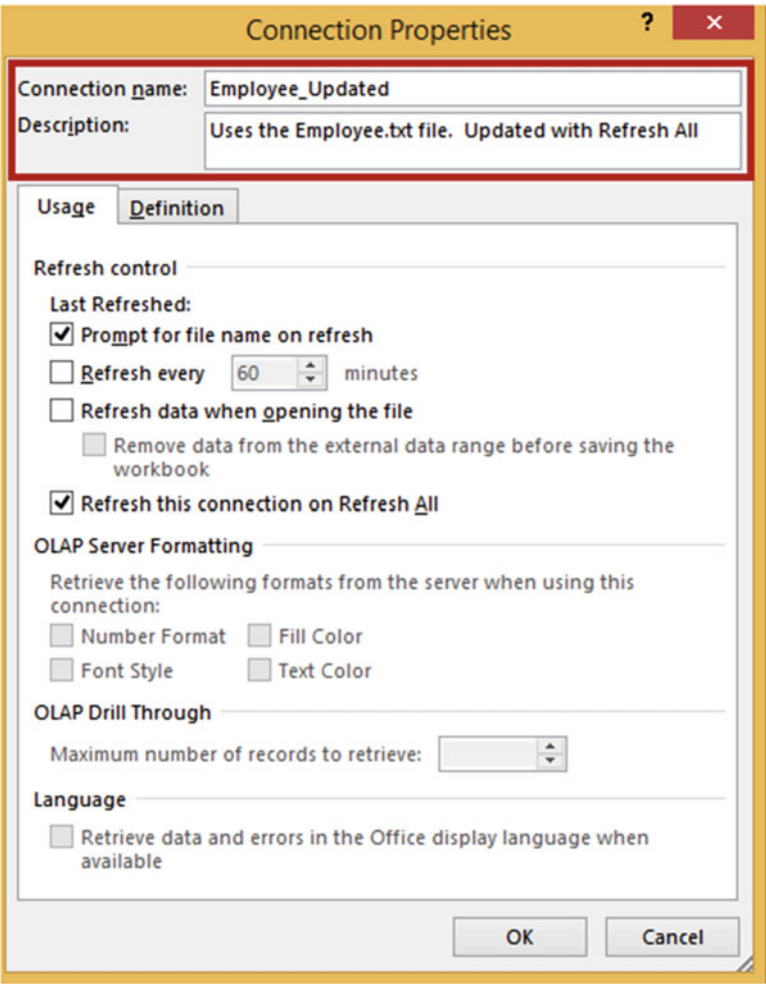 Connection Properties
?
Connection name: Employee_Updated
Description: Uses the Employee.txt file.  Updated with Refresh All
Usage Definition
Refresh control
Last Refreshed:
Prompt for file name on refresh
Refresh every 60 minutes
Refresh data when opening the file
Remove data from the external data range before saving the
workbook
Refresh this connection on Refresh All
OLAP Server Formatting
Retrieve the following formats from the server when using this
connection:
Number Format Fill Color
Font Style Text Color
OLAP Drill Through
Maximum number of records to retrieve:
Language
Retrieve data and errors in the Office display language when
available
OK Cancel